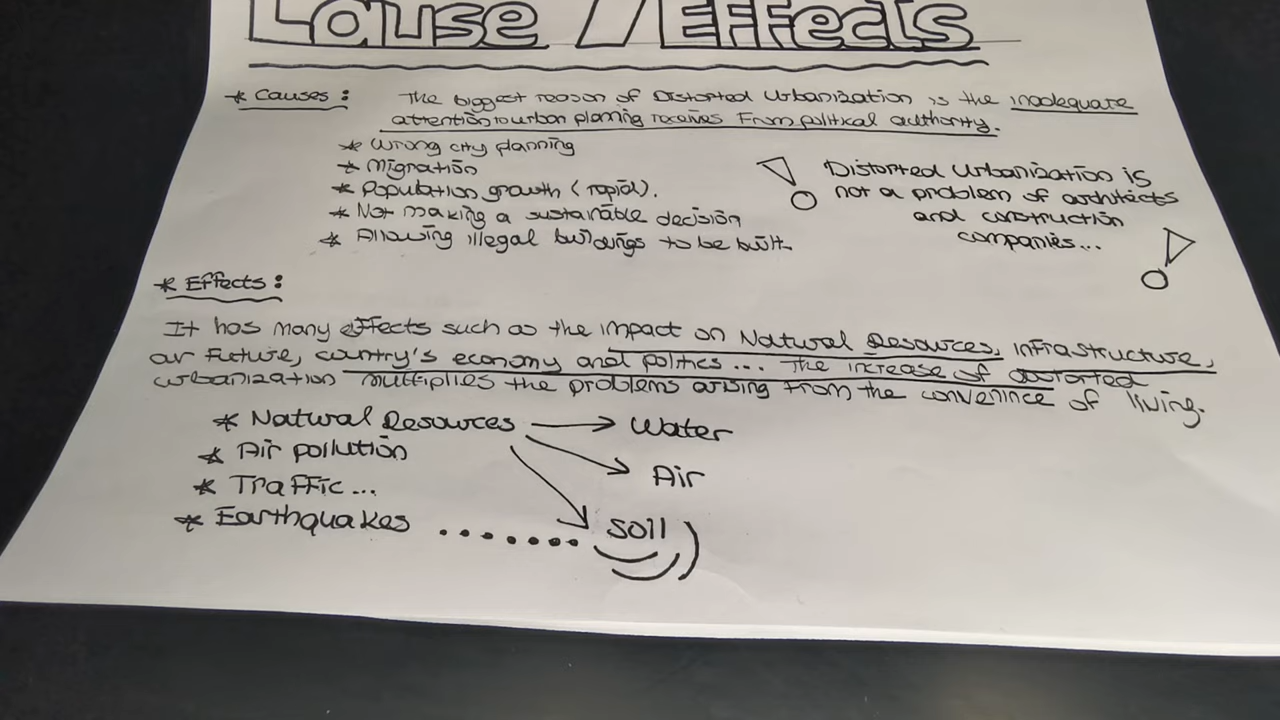 Cause / Effects
* Causes: The biggest reason of Distorted Urbanization is the inadequate
attention to urban planning receives From political authority.
* Wrong city planning
* Migration
* Population growth (rapid).
* Not making a sustainable decision
* Allowing illegal buildings to be built.
Distorted Urbanization is
not a problem of architects
and construction
companies...
* Effects:
It has many effects such as the impact on Natural Resources, infrastructure,
our Future, country's economy and politics... The increase of distorted
urbanization multiplies the problems arising from the convenince of living.
* Natural Resources → Water
* Air pollution
→ Air
* Traffic...
* Earthquakes ....... soil